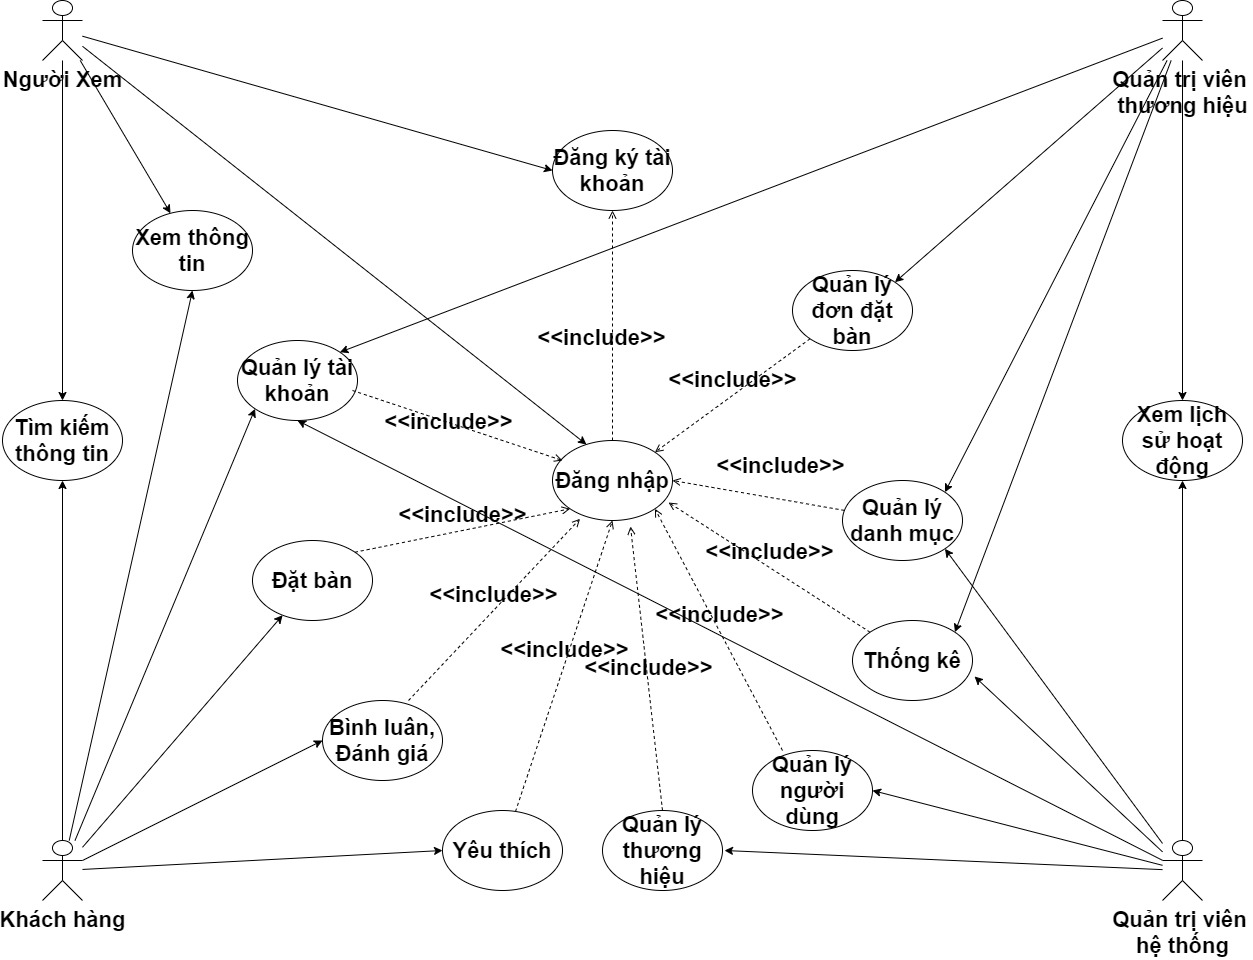 Người Xem
Quản trị viên
thương hiệu
Đăng ký tài
khoản
Xem thông
tin
Quản lý
đơn đặt
bàn
<<include>>
Quản lý tài
khoản
<<include>>
<<include>>
Tìm kiếm
thông tin
Xem lịch
sử hoạt
động
Đăng nhập
<<include>>
Quản lý
danh mục
<<include>>
<<include>>
Đặt bàn
<<include>>
<<include>>
<<include>>
<<include>>
Thống kê
Bình luân,
Đánh giá
Quản lý
người
dùng
Yêu thích
Quản lý
thương
hiệu
Khách hàng
Quản trị viên
hệ thống